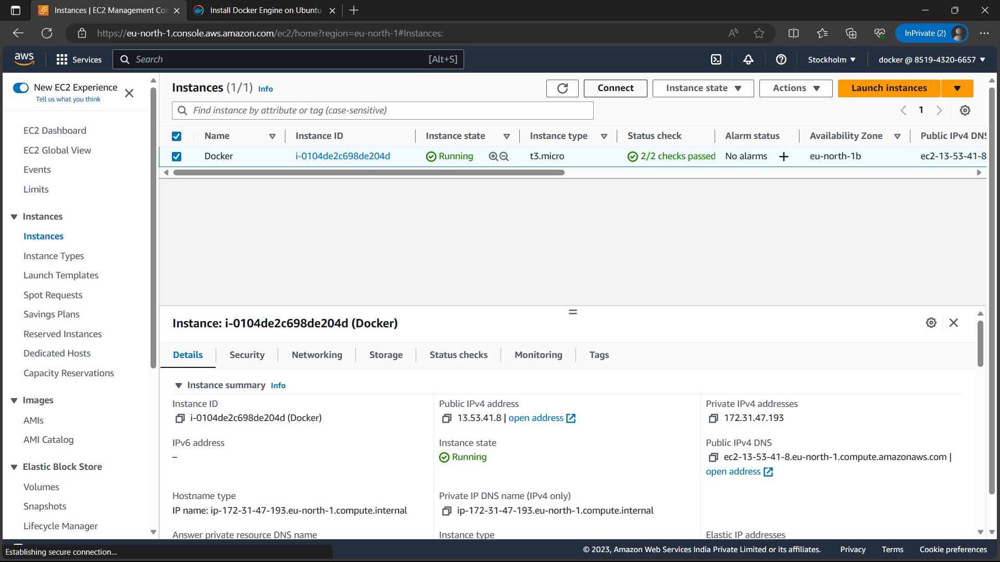 Instances | EC2 Management Co
Install Docker Engine on Ubuntu
https://eu-north-1.console.aws.amazon.com/ec2/home?region=eu-north-1#Instances:
InPrivate (2)
aws
Services
Search
[Alt+S]
Stockholm
docker @ 8519-4320-6657
New EC2 Experience
Tell us what you think
EC2 Dashboard
EC2 Global View
Events
Limits
Instances
Instances
Instance Types
Launch Templates
Spot Requests
Savings Plans
Reserved Instances
Dedicated Hosts
Capacity Reservations
Images
AMIs
AMI Catalog
Elastic Block Store
Volumes
Snapshots
Lifecycle Manager
Instances (1/1) Info
Connect
Instance state
Actions
Launch instances
Find instance by attribute or tag (case-sensitive)
1
Name Instance ID Instance state Instance type Status check Alarm status Availability Zone Public IPv4 DNS
Docker i-0104de2c698de204d Running t3.micro 2/2 checks passed No alarms + eu-north-1b ec2-13-53-41-8
Instance: i-0104de2c698de204d (Docker)
Details Security Networking Storage Status checks Monitoring Tags
Instance summary Info
Instance ID
i-0104de2c698de204d (Docker)
Public IPv4 address
13.53.41.8 | open address
Private IPv4 addresses
172.31.47.193
IPv6 address
–
Instance state
Running
Public IPv4 DNS
ec2-13-53-41-8.eu-north-1.compute.amazonaws.com |
open address
Hostname type
IP name: ip-172-31-47-193.eu-north-1.compute.internal
Private IP DNS name (IPv4 only)
ip-172-31-47-193.eu-north-1.compute.internal
Answer private resource DNS name
Instance type
Elastic IP addresses
Establishing secure connection...
© 2023, Amazon Web Services India Private Limited or its affiliates.
Privacy
Terms
Cookie preferences